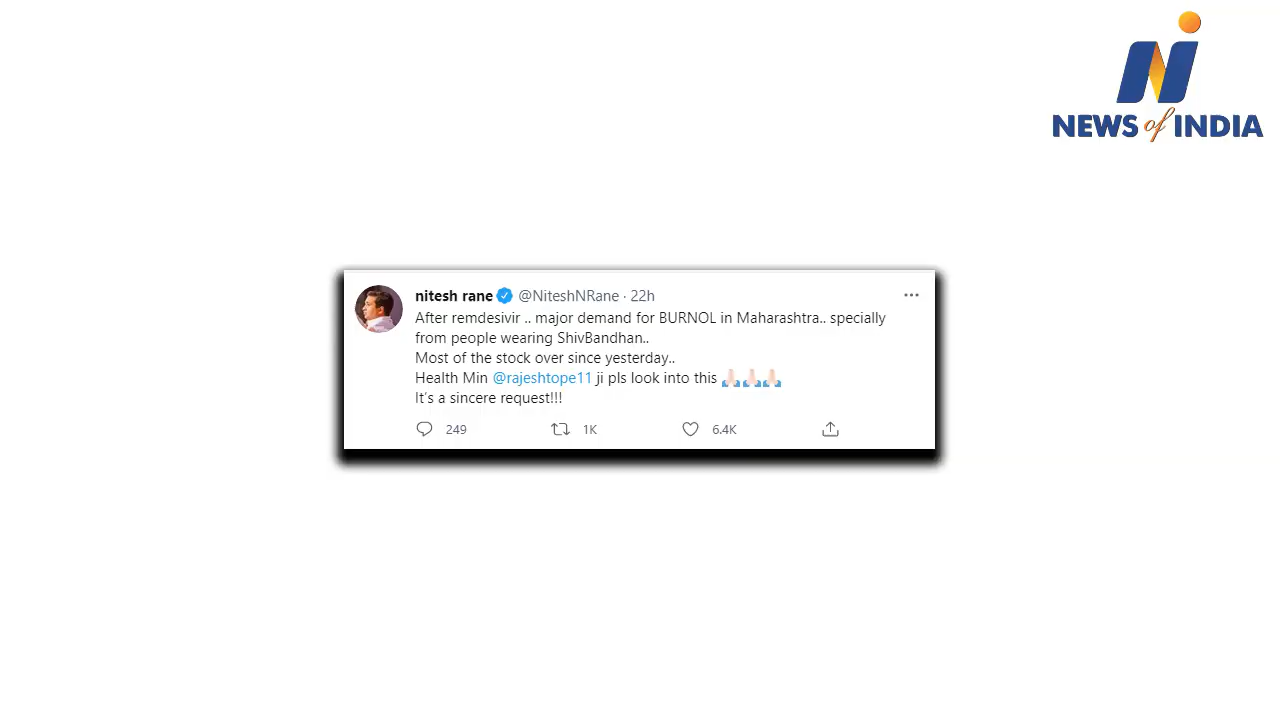 NEWS of INDIA
nitesh rane @NiteshNRane · 22h
After remdesivir .. major demand for BURNOL in Maharashtra.. specially
from people wearing ShivBandhan..
Most of the stock over since yesterday..
Health Min @rajeshtope11 ji pls look into this 🙏🏻🙏🏻🙏🏻
It's a sincere request!!!
249 1K 6.4K